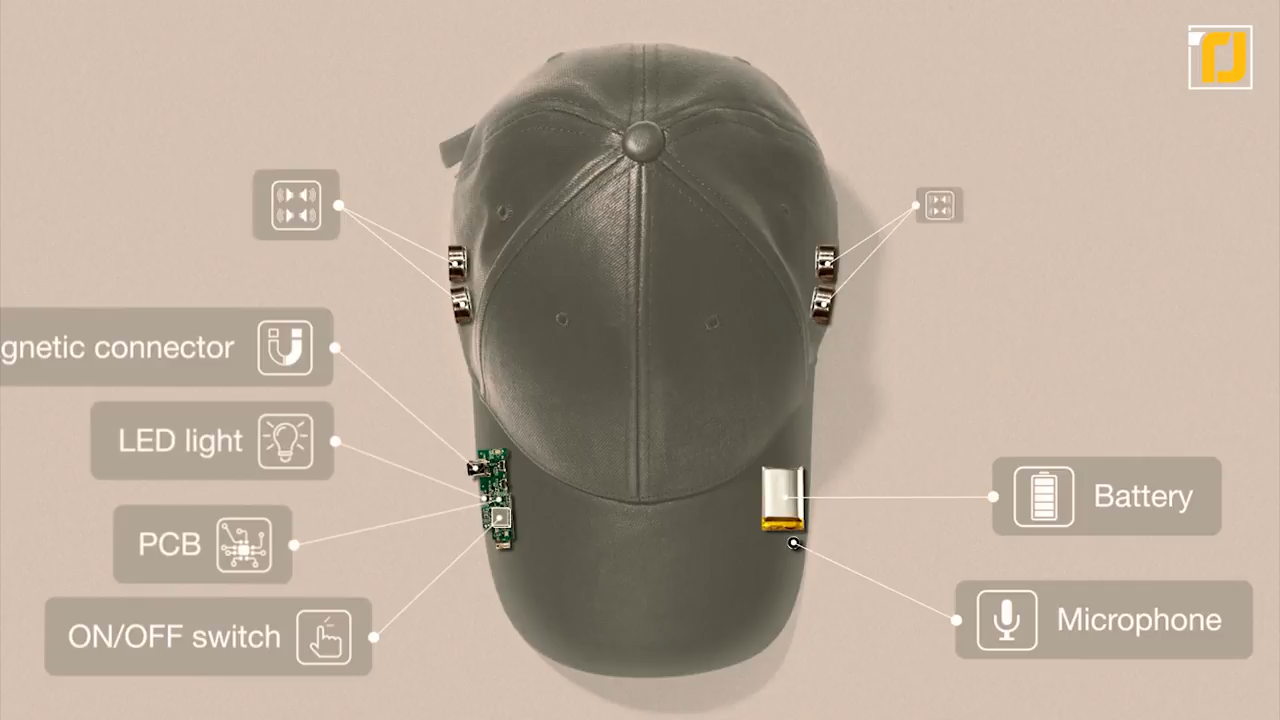 gnetic connector
LED light
PCB
ON/OFF switch
Battery
Microphone